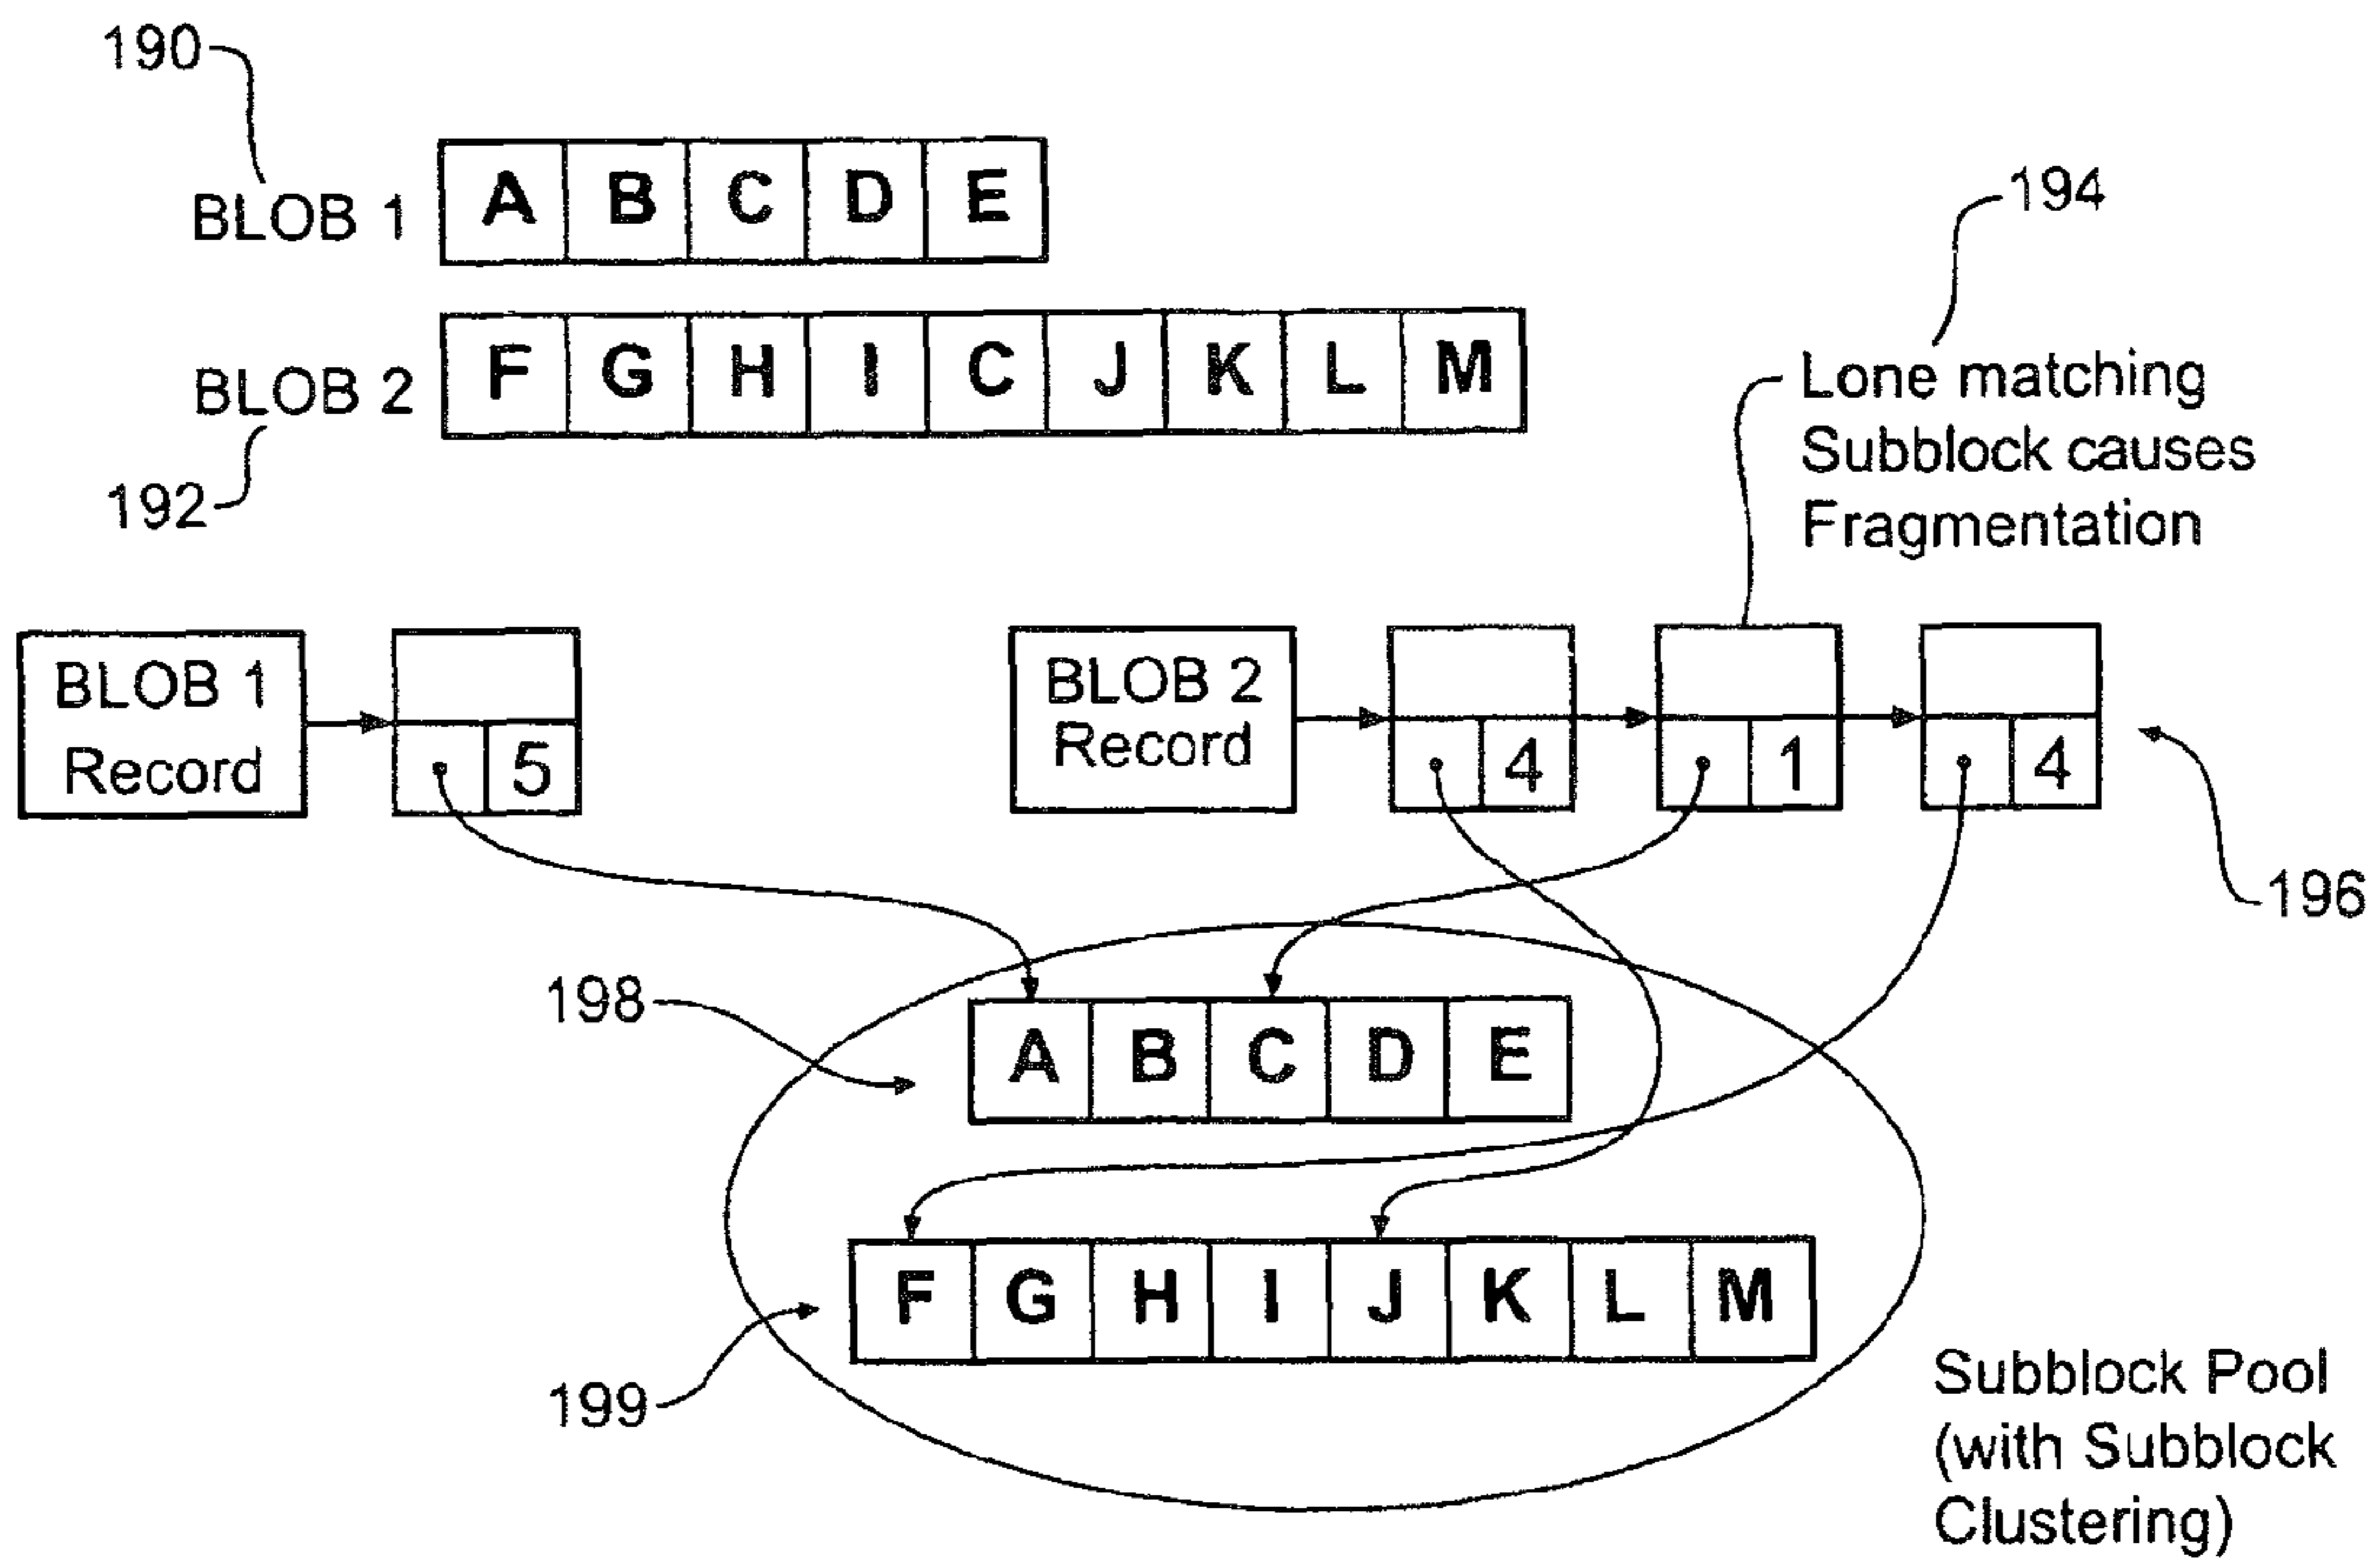 190
BLOB 1 A B C D E
194
BLOB 2 F G H I C J K L M
192
Lone matching
Subblock causes
Fragmentation
BLOB 1
Record
5
BLOB 2
Record
4
1
4
196
198
A B C D E
199
F G H I J K L M
Subblock Pool
(with Subblock
Clustering)